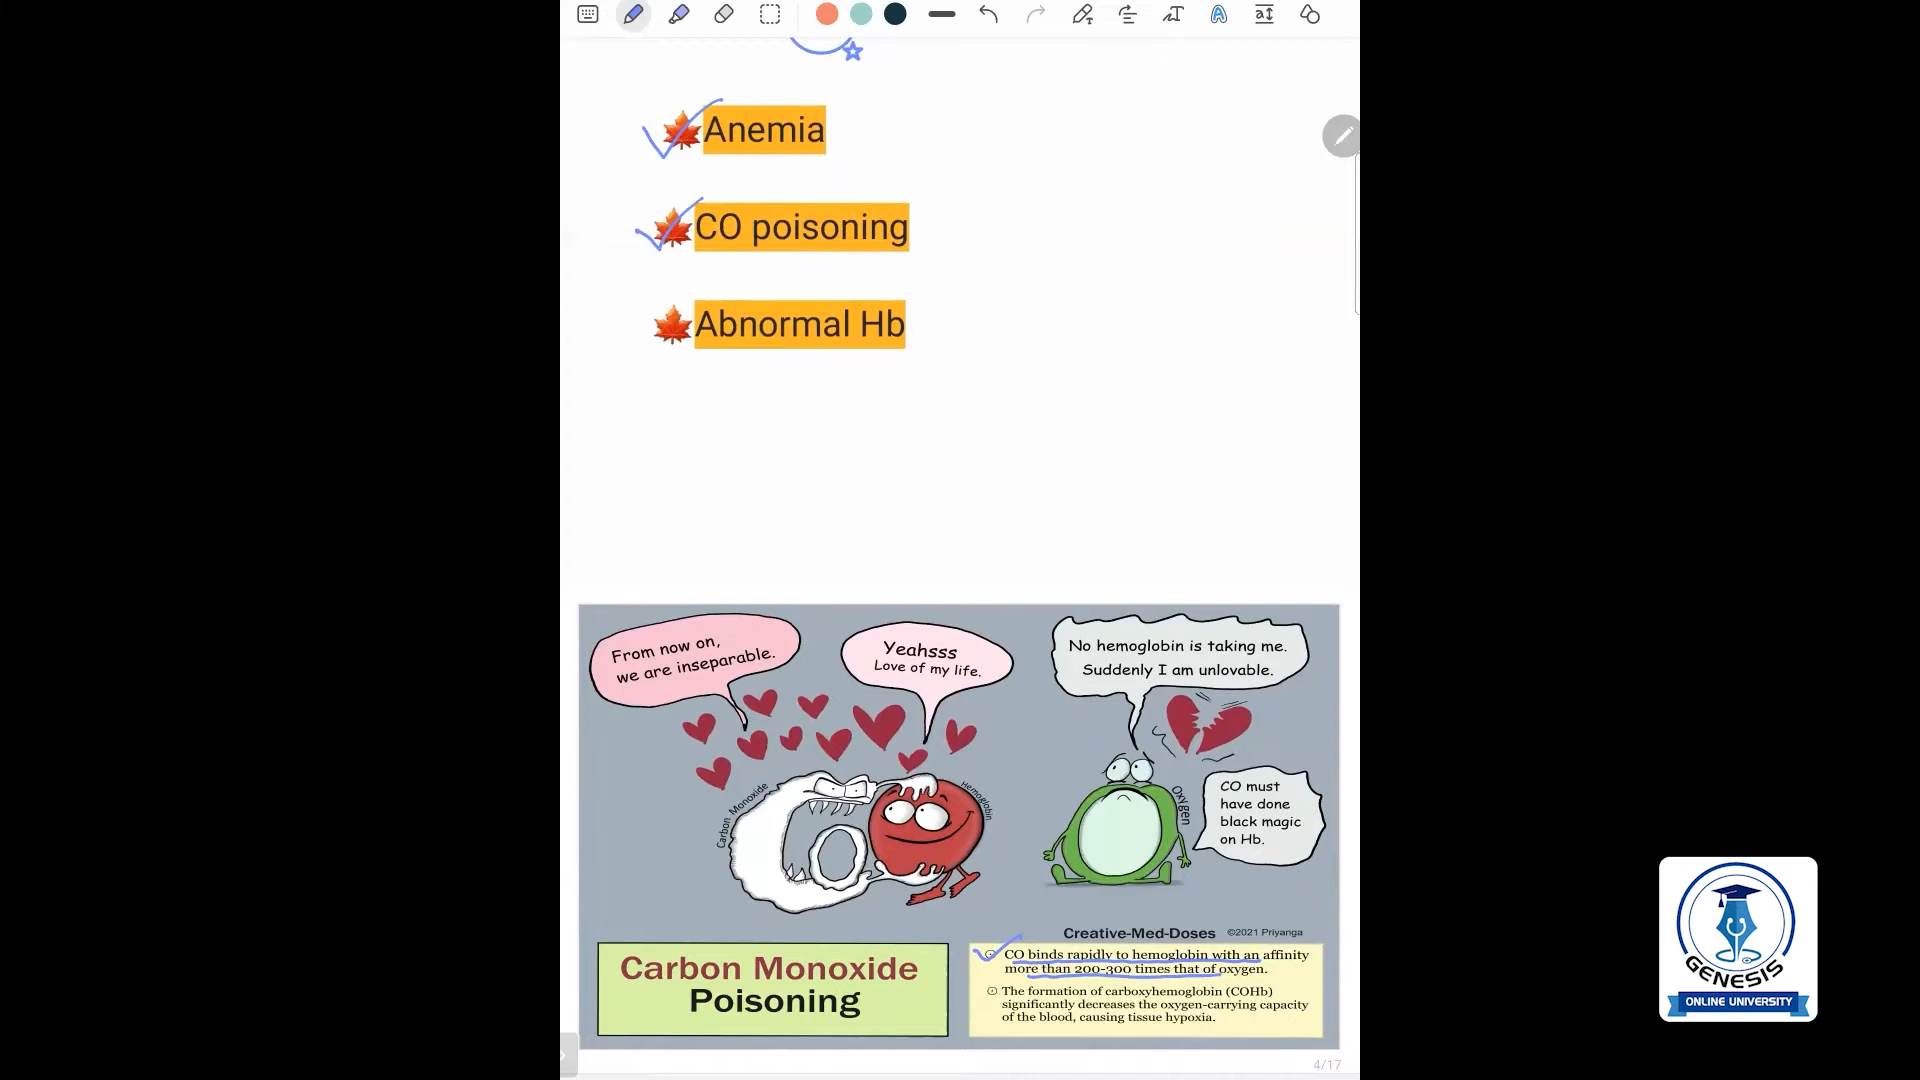 Anemia
CO poisoning
Abnormal Hb
From now on,
we are inseparable.
Yeahsss
Love of my life.
No hemoglobin is taking me.
Suddenly I am unlovable.
Carbon Monoxide
Hemoglobin
Oxygen
CO must
have done
black magic
on Hb.
Creative-Med-Doses ©2021 Priyanga
Carbon Monoxide
Poisoning
CO binds rapidly to hemoglobin with an affinity
more than 200-300 times that of oxygen.
The formation of carboxyhemoglobin (COHb)
significantly decreases the oxygen-carrying capacity
of the blood, causing tissue hypoxia.
4/17
GENESIS
ONLINE UNIVERSITY